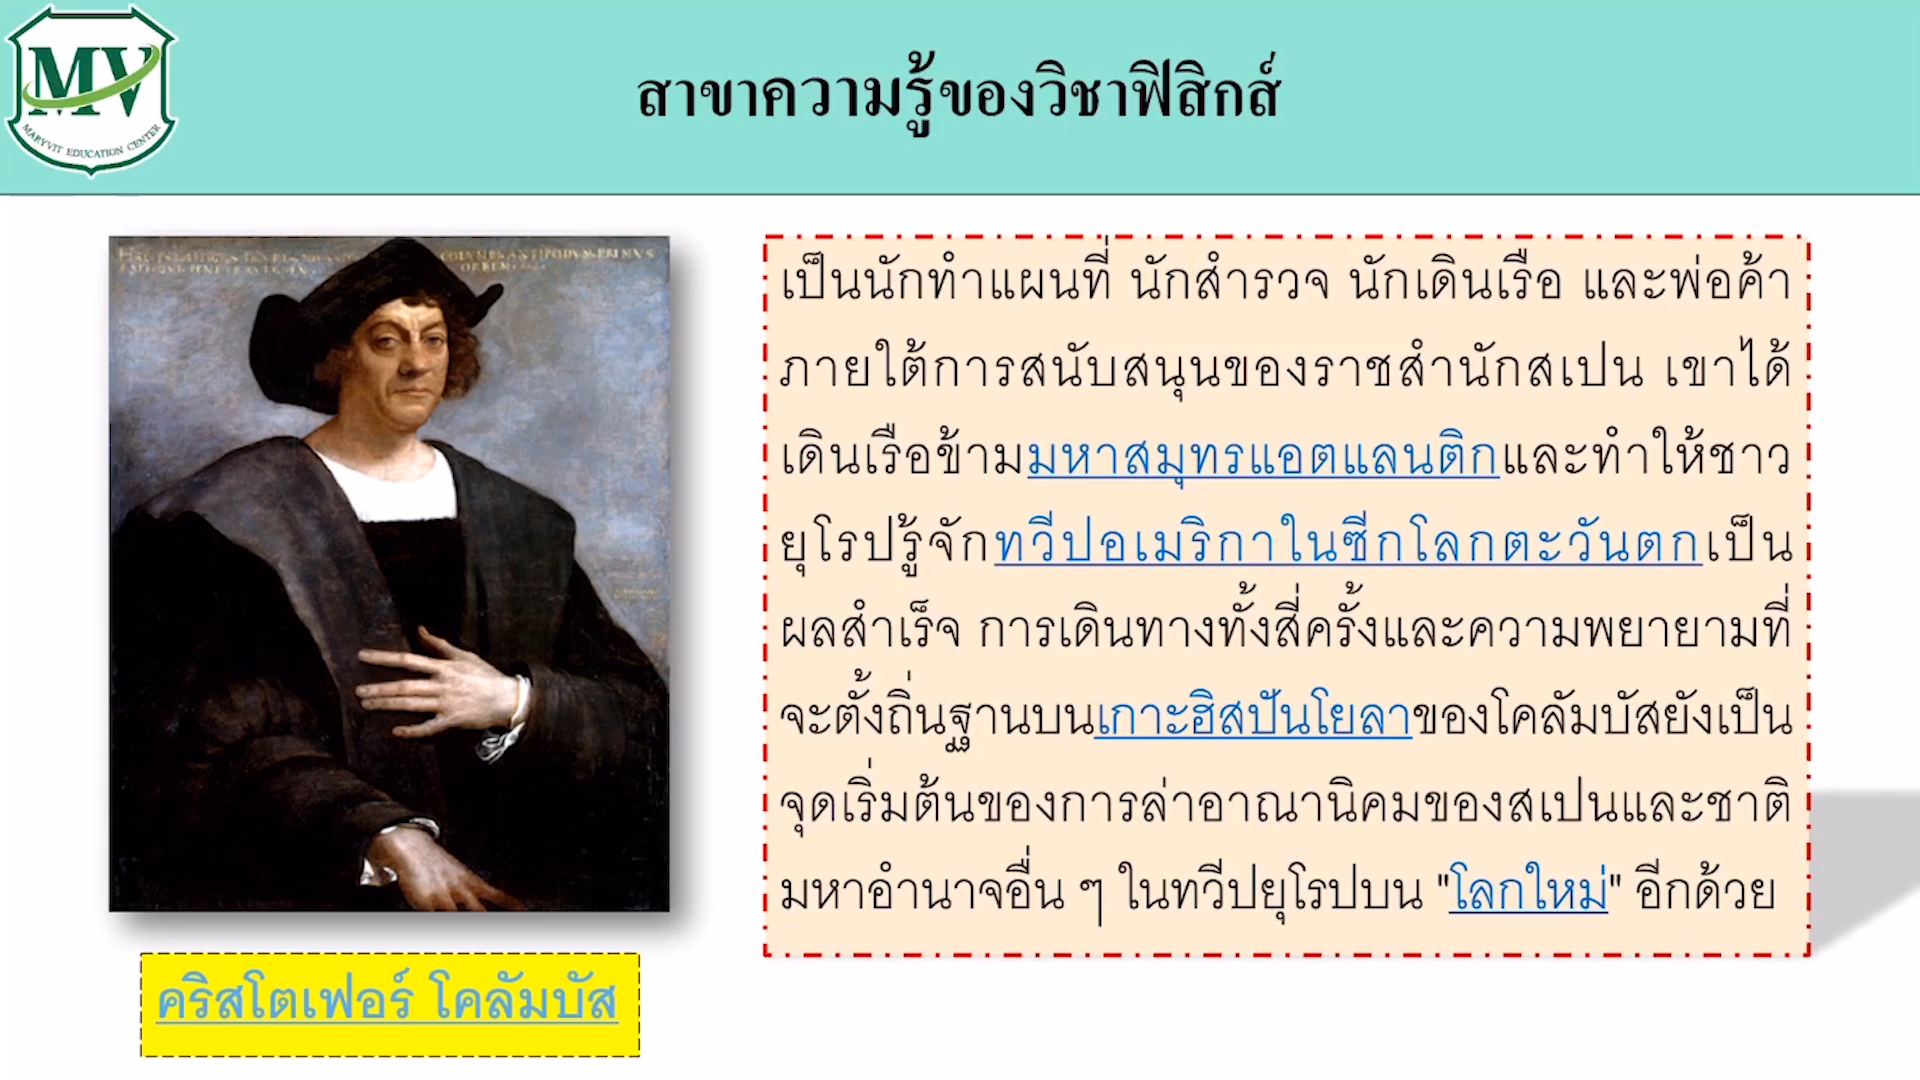 MV
MARYVIT EDUCATION CENTER
สาขาความรู้ของวิชาฟิสิกส์
เป็นนักทำแผนที่ นักสำรวจ นักเดินเรือ และพ่อค้า
ภายใต้การสนับสนุนของราชสำนักสเปน เขาได้
เดินเรือข้ามมหาสมุทรแอตแลนติกและทำให้ชาว
ยุโรปรู้จักทวีปอเมริกาในซีกโลกตะวันตกเป็น
ผลสำเร็จ การเดินทางทั้งสี่ครั้งและความพยายามที่
จะตั้งถิ่นฐานบนเกาะฮิสปันโยลาของโคลัมบัสยังเป็น
จุดเริ่มต้นของการล่าอาณานิคมของสเปนและชาติ
มหาอำนาจอื่น ๆ ในทวีปยุโรปบน "โลกใหม่" อีกด้วย
คริสโตเฟอร์ โคลัมบัส